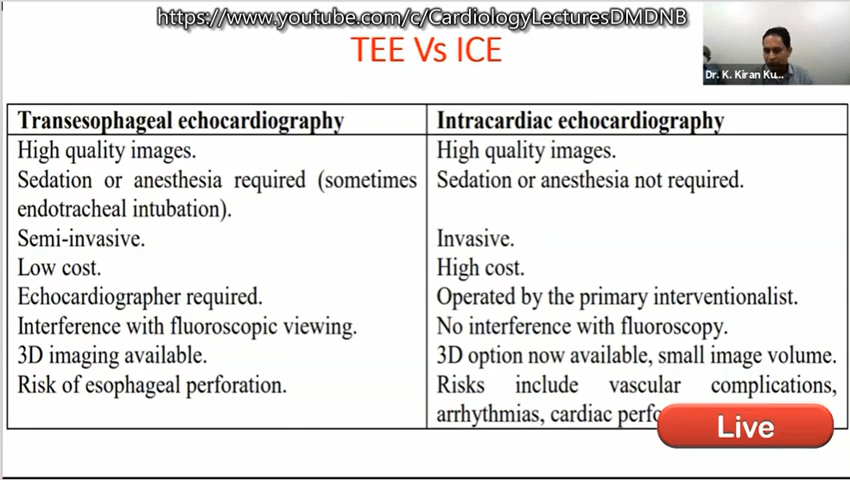 https://www.youtube.com/c/CardiologyLecturesDMDNB
TEE Vs ICE
Dr. K. Kiran Ku...
Transesophageal echocardiography
High quality images.
Sedation or anesthesia required (sometimes
endotracheal intubation).
Semi-invasive.
Low cost.
Echocardiographer required.
Interference with fluoroscopic viewing.
3D imaging available.
Risk of esophageal perforation.
Intracardiac echocardiography
High quality images.
Sedation or anesthesia not required.
Invasive.
High cost.
Operated by the primary interventionalist.
No interference with fluoroscopy.
3D option now available, small image volume.
Risks include vascular complications,
arrhythmias, cardiac
Live